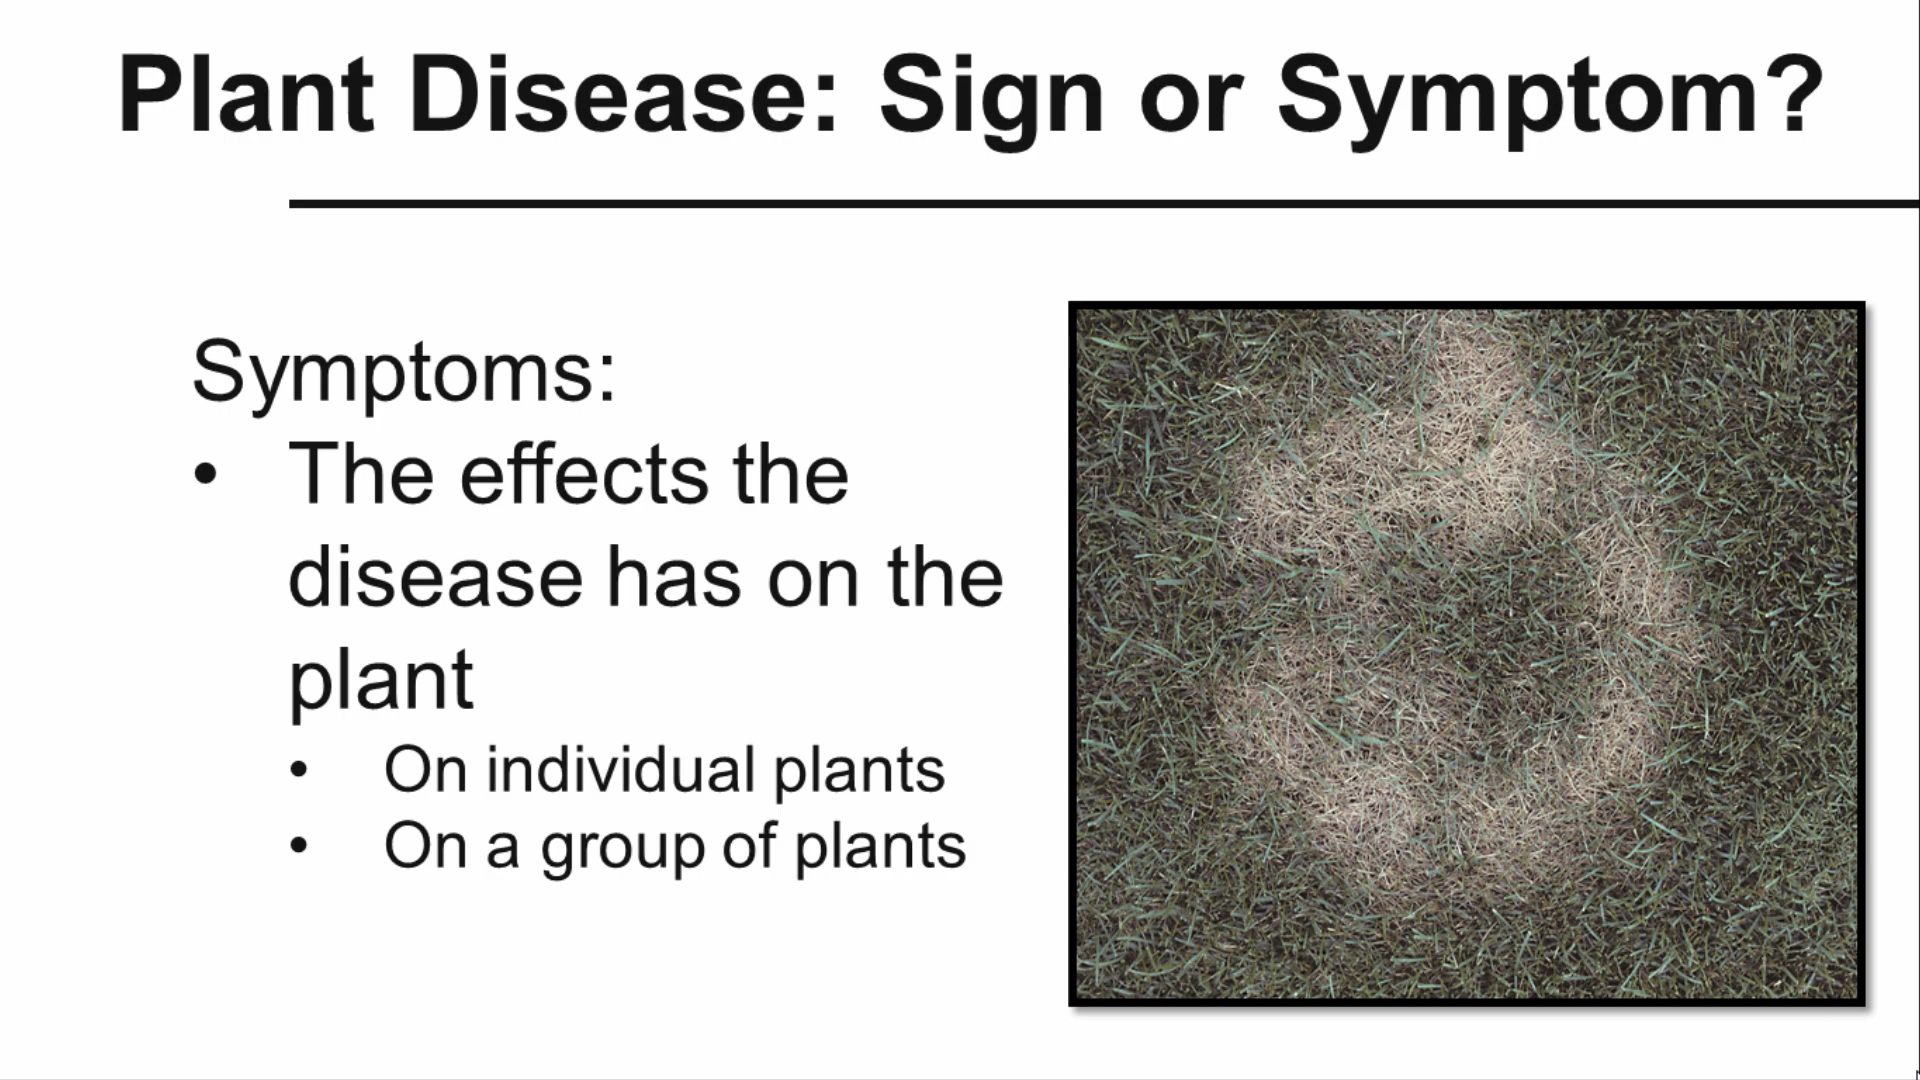 Plant Disease: Sign or Symptom?
Symptoms:
• The effects the
disease has on the
plant
• On individual plants
• On a group of plants